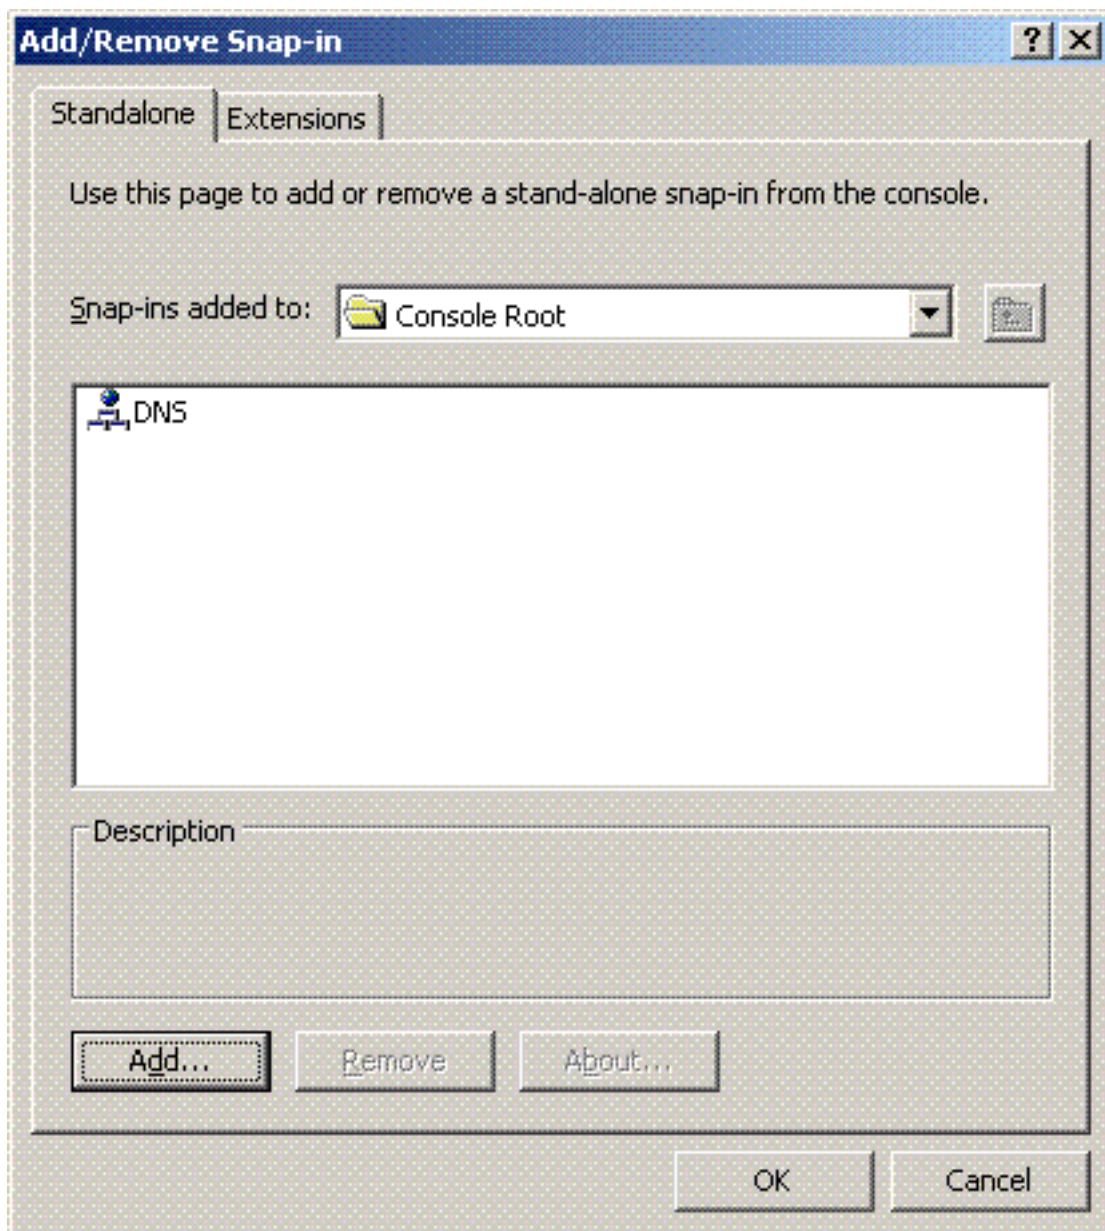 Add/Remove Snap-in
Standalone
Extensions
Use this page to add or remove a stand-alone snap-in from the console.
Snap-ins added to:
Console Root
DNS
Description
Add...
Remove
About...
OK
Cancel